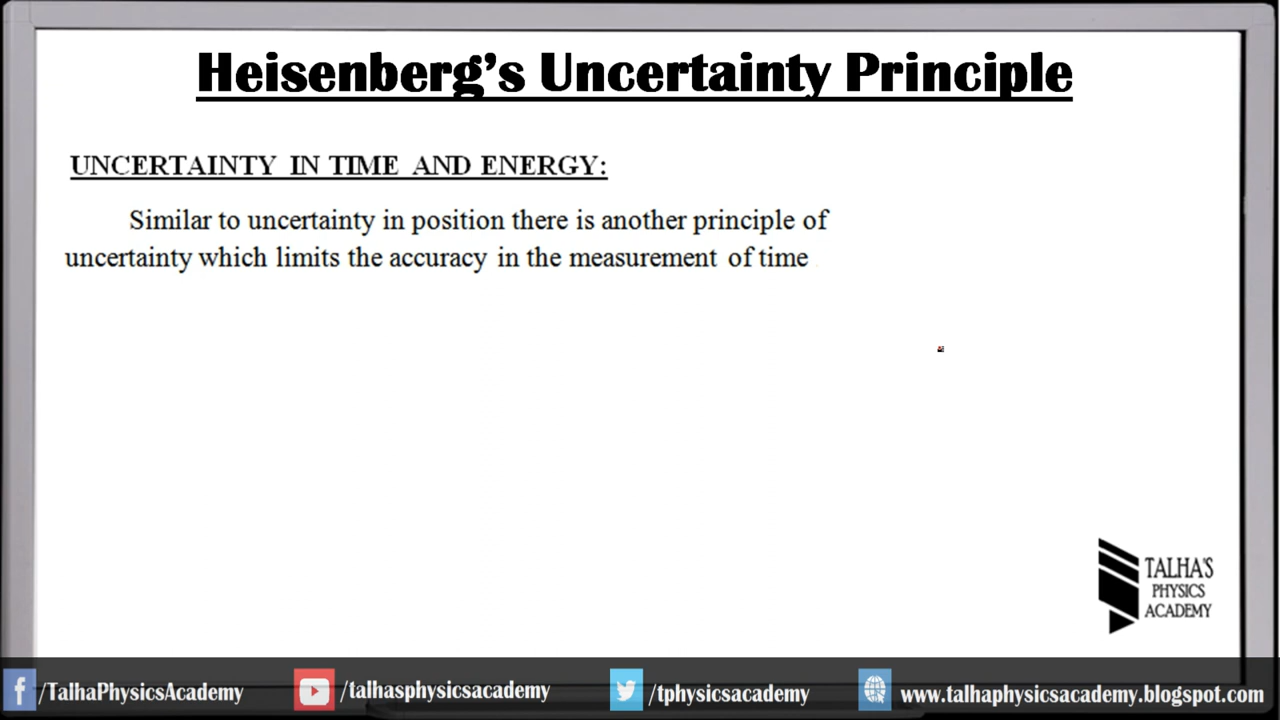 Heisenberg’s Uncertainty Principle
UNCERTAINTY IN TIME AND ENERGY:
Similar to uncertainty in position there is another principle of
uncertainty which limits the accuracy in the measurement of time
TALHA'S
PHYSICS
ACADEMY
/TalhaPhysicsAcademy
/talhasphysicsacademy
/tphysicsacademy
www.talhaphysicsacademy.blogspot.com